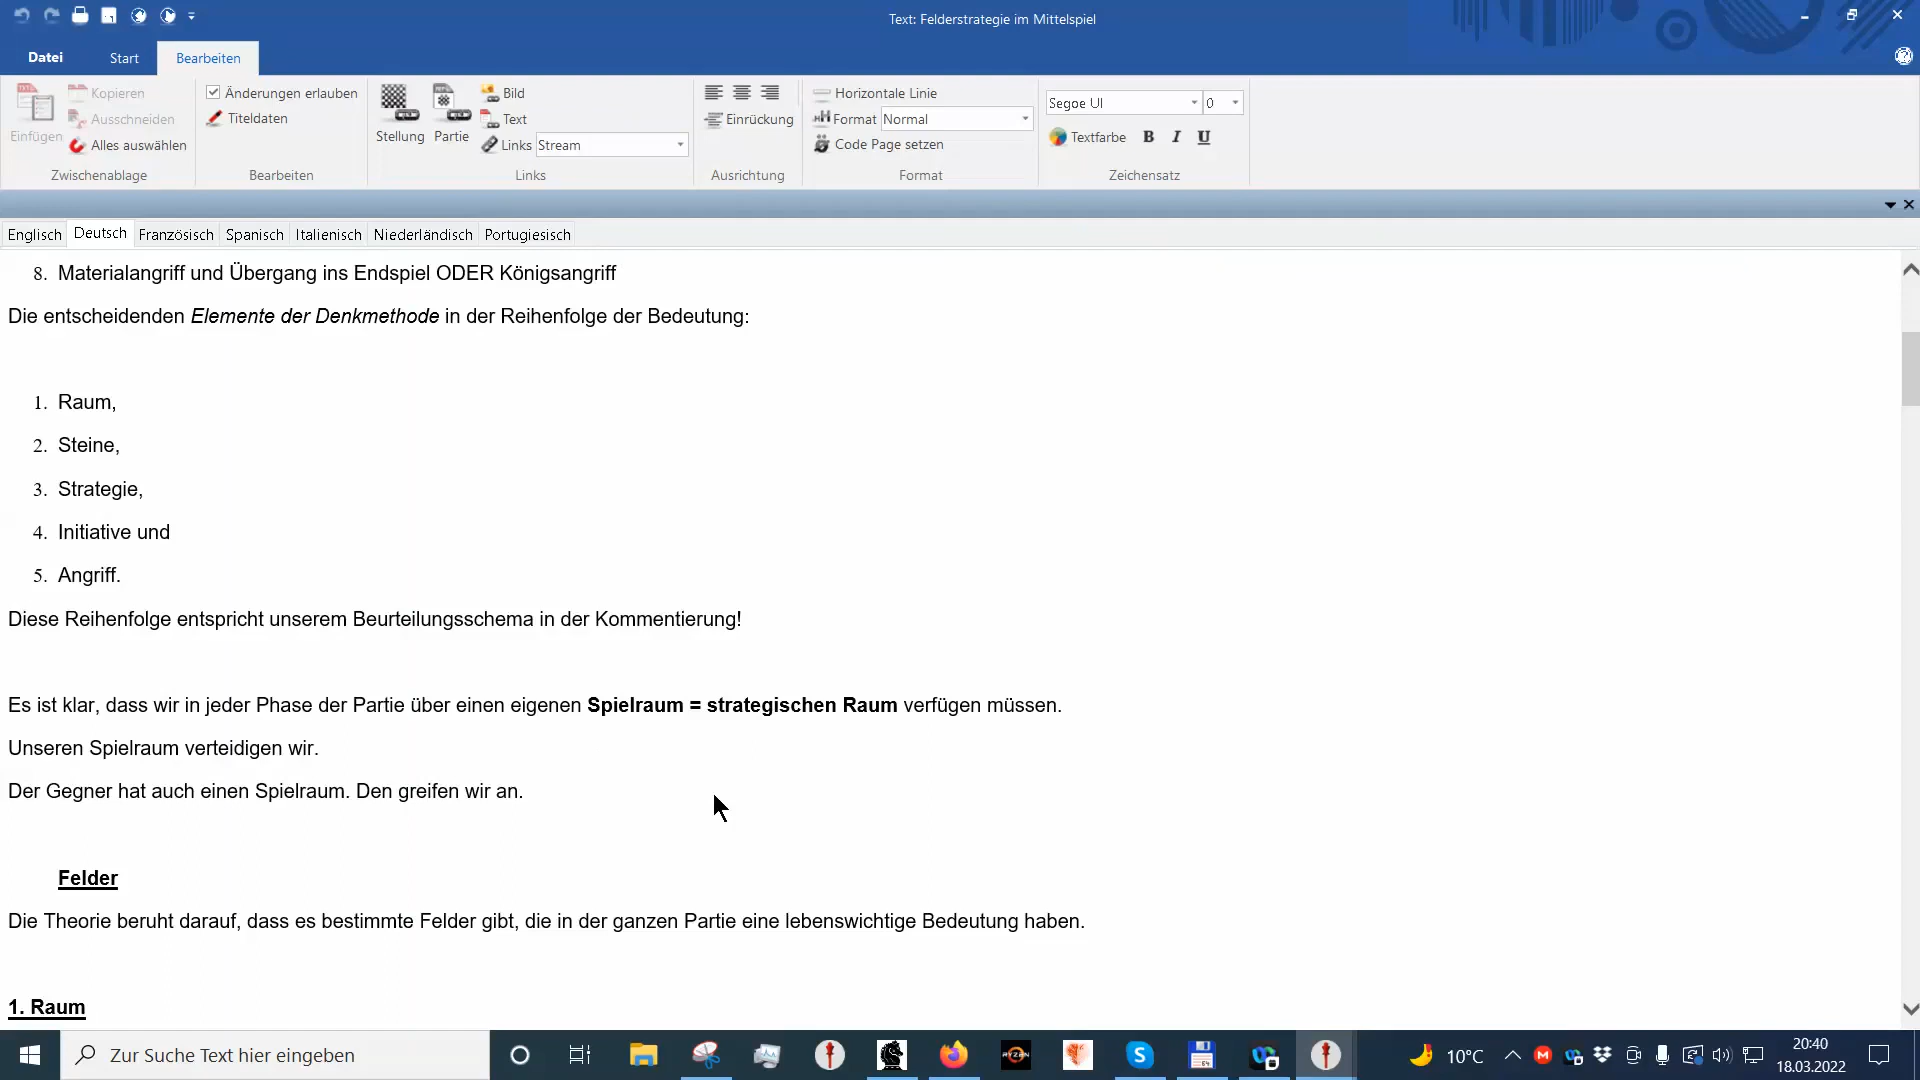 Text: Felderstrategie im Mittelspiel
Datei Start Bearbeiten
Einfügen
Kopieren
Ausschneiden
Alles auswählen
Zwischenablage
Änderungen erlauben
Titeldaten
Bearbeiten
Stellung
Partie
Bild
Text
Links Stream
Links
Einrückung
Ausrichtung
Horizontale Linie
Format Normal
Code Page setzen
Format
Segoe UI 0
Textfarbe B I U
Zeichensatz
Englisch Deutsch Französisch Spanisch Italienisch Niederländisch Portugiesisch
8. Materialangriff und Übergang ins Endspiel ODER Königsangriff
Die entscheidenden Elemente der Denkmethode in der Reihenfolge der Bedeutung:
1. Raum,
2. Steine,
3. Strategie,
4. Initiative und
5. Angriff.
Diese Reihenfolge entspricht unserem Beurteilungsschema in der Kommentierung!
Es ist klar, dass wir in jeder Phase der Partie über einen eigenen Spielraum = strategischen Raum verfügen müssen.
Unseren Spielraum verteidigen wir.
Der Gegner hat auch einen Spielraum. Den greifen wir an.
Felder
Die Theorie beruht darauf, dass es bestimmte Felder gibt, die in der ganzen Partie eine lebenswichtige Bedeutung haben.
1. Raum
Zur Suche Text hier eingeben
RYZEN
10°C
20:40
18.03.2022